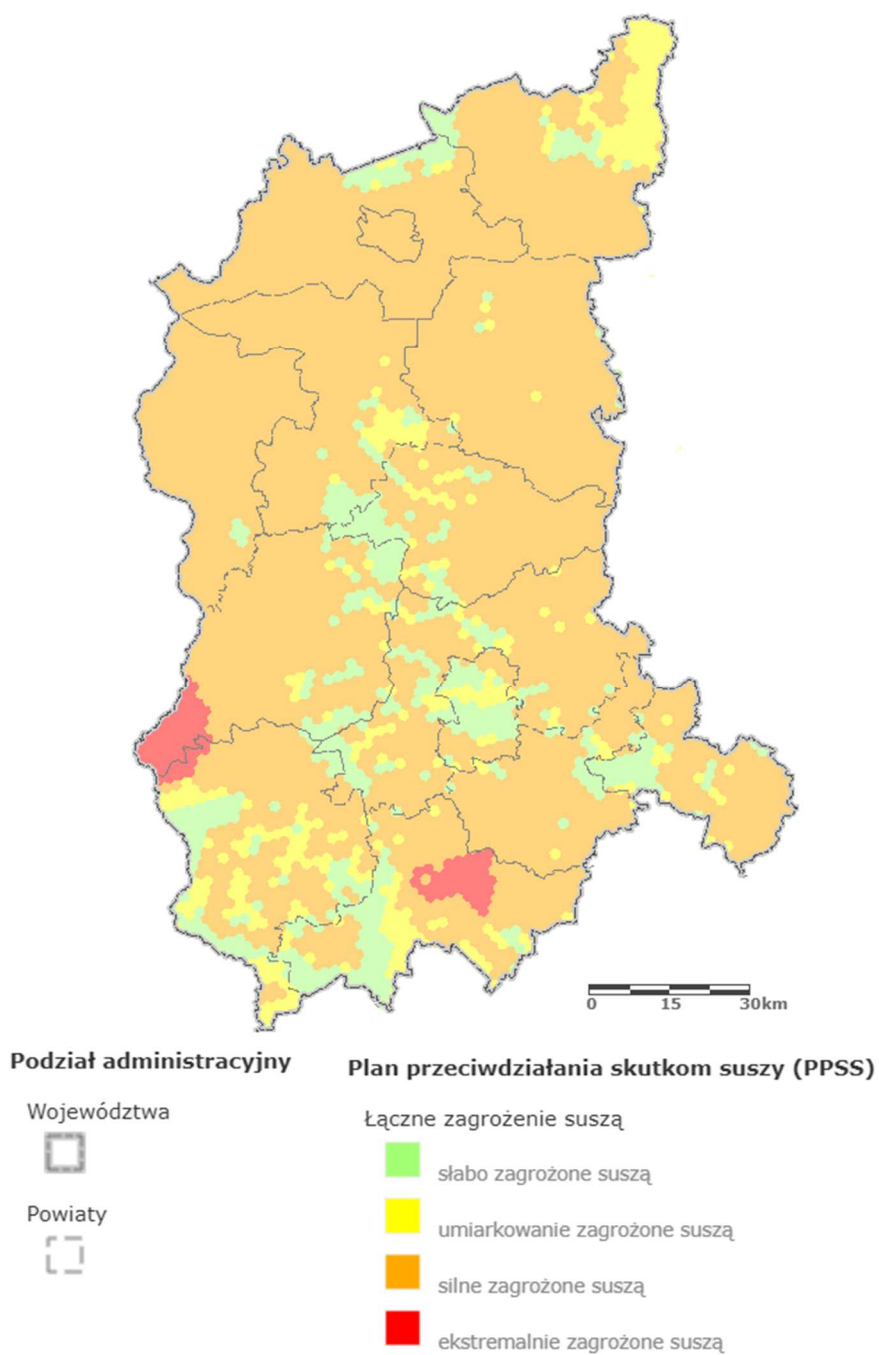 0 15 30km
Podział administracyjny
Województwa
Powiaty
Plan przeciwdziałania skutkom suszy (PPSS)
Łączne zagrożenie suszą
słabo zagrożone suszą
umiarkowanie zagrożone suszą
silne zagrożone suszą
ekstremalnie zagrożone suszą